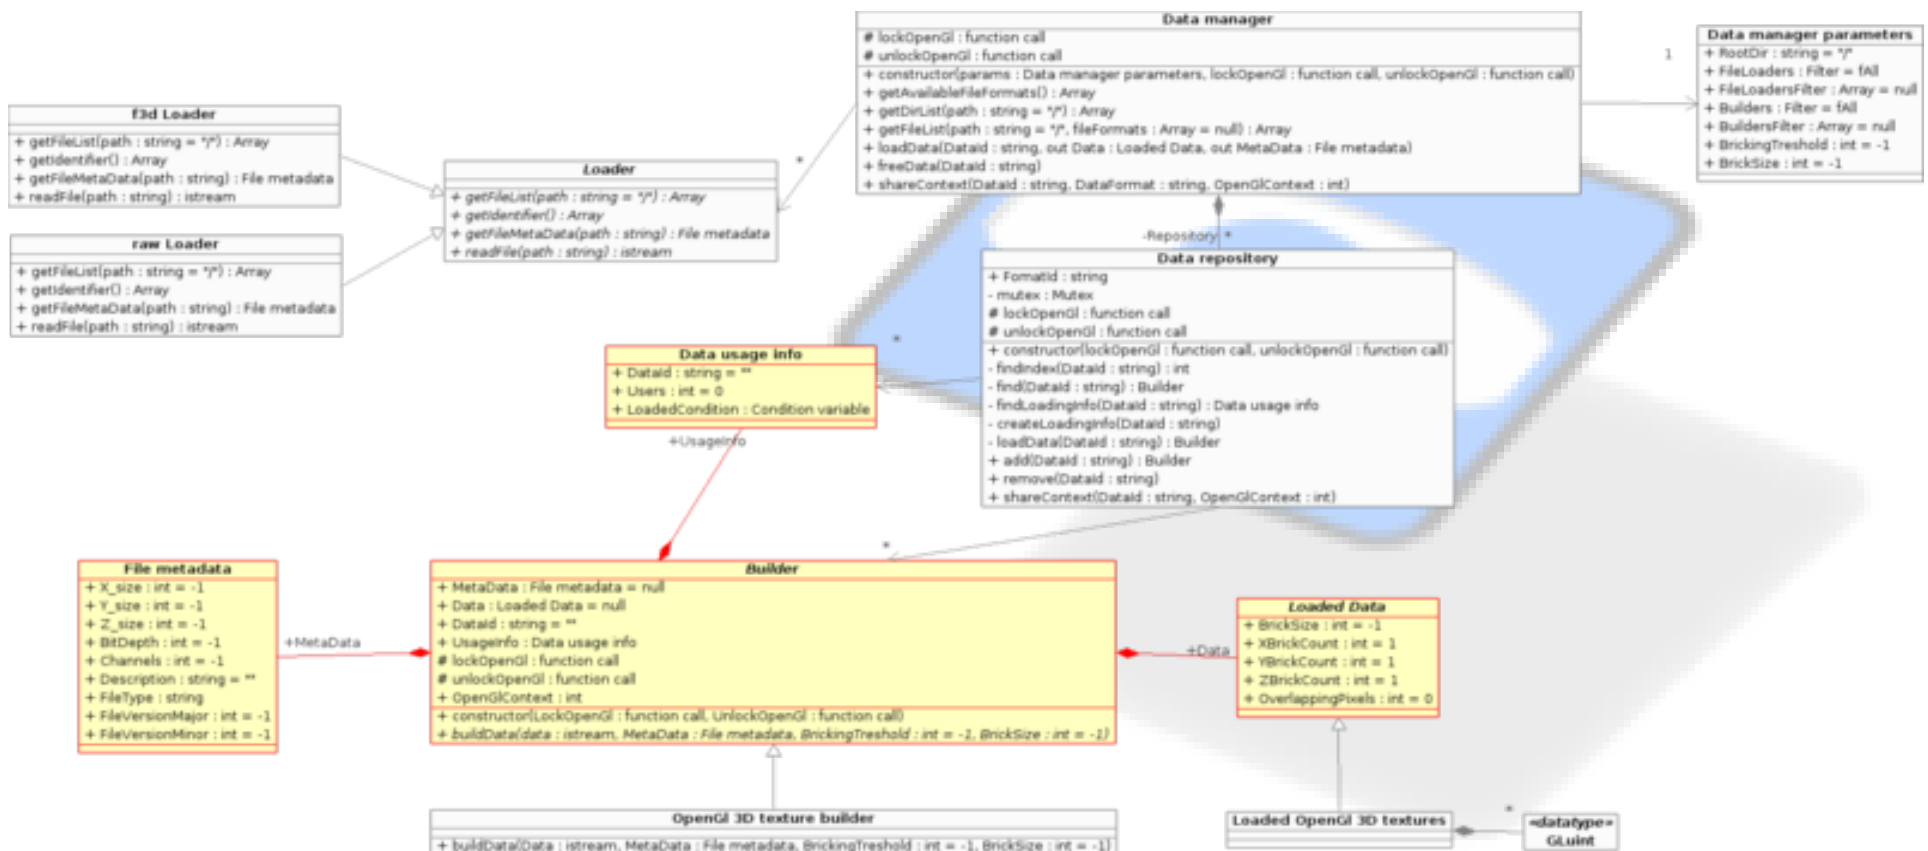 Data manager
# lockOpenGl : function call
# unlockOpenGl : function call
+ constructor(params : Data manager parameters, lockOpenGl : function call, unlockOpenGl : function call)
+ getAvailableFileFormats() : Array
+ getDirList(path : string = "/") : Array
+ getFileList(path : string = "/", fileFormats : Array = null) : Array
+ loadData(DataId : string, out Data : Loaded Data, out MetaData : File metadata)
+ freeData(DataId : string)
+ shareContext(DataId : string, DataFormat : string, OpenGlContext : int)
1
Data manager parameters
+ RootDir : string = "/"
+ FileLoaders : Filter = fAll
+ FileLoadersFilter : Array = null
+ Builders : Filter = fAll
+ BuildersFilter : Array = null
+ BrickingTreshold : int = -1
+ BrickSize : int = -1
f3d Loader
+ getFileList(path : string = "/") : Array
+ getIdentifier() : Array
+ getFileMetaData(path : string) : File metadata
+ readFile(path : string) : istream
Loader
+ getFileList(path : string = "/") : Array
+ getIdentifier() : Array
+ getFileMetaData(path : string) : File metadata
+ readFile(path : string) : istream
*
raw Loader
+ getFileList(path : string = "/") : Array
+ getIdentifier() : Array
+ getFileMetaData(path : string) : File metadata
+ readFile(path : string) : istream
-Repository *
Data repository
+ FomatId : string
- mutex : Mutex
# lockOpenGl : function call
# unlockOpenGl : function call
+ constructor(lockOpenGl : function call, unlockOpenGl : function call)
- findIndex(DataId : string) : int
- find(DataId : string) : Builder
- findLoadingInfo(DataId : string) : Data usage info
- createLoadingInfo(DataId : string)
- loadData(DataId : string) : Builder
+ add(DataId : string) : Builder
+ remove(DataId : string)
+ shareContext(DataId : string, OpenGlContext : int)
*
Data usage info
+ DataId : string = ""
+ Users : int = 0
+ LoadedCondition : Condition variable
+UsageInfo
*
File metadata
+ X_size : int = -1
+ Y_size : int = -1
+ Z_size : int = -1
+ BitDepth : int = -1
+ Channels : int = -1
+ Description : string = ""
+ FileType : string
+ FileVersionMajor : int = -1
+ FileVersionMinor : int = -1
+MetaData
Builder
+ MetaData : File metadata = null
+ Data : Loaded Data = null
+ DataId : string = ""
+ UsageInfo : Data usage info
# lockOpenGl : function call
# unlockOpenGl : function call
+ OpenGlContext : int
+ constructor(LockOpenGl : function call, UnlockOpenGl : function call)
+ buildData(data : istream, MetaData : File metadata, BrickingTreshold : int = -1, BrickSize : int = -1)
+Data
Loaded Data
+ BrickSize : int = -1
+ XBrickCount : int = 1
+ YBrickCount : int = 1
+ ZBrickCount : int = 1
+ OverlappingPixels : int = 0
OpenGl 3D texture builder
+ buildData(Data : istream, MetaData : File metadata, BrickingTreshold : int = -1, BrickSize : int = -1)
Loaded OpenGl 3D textures
*
«datatype»
GLuint